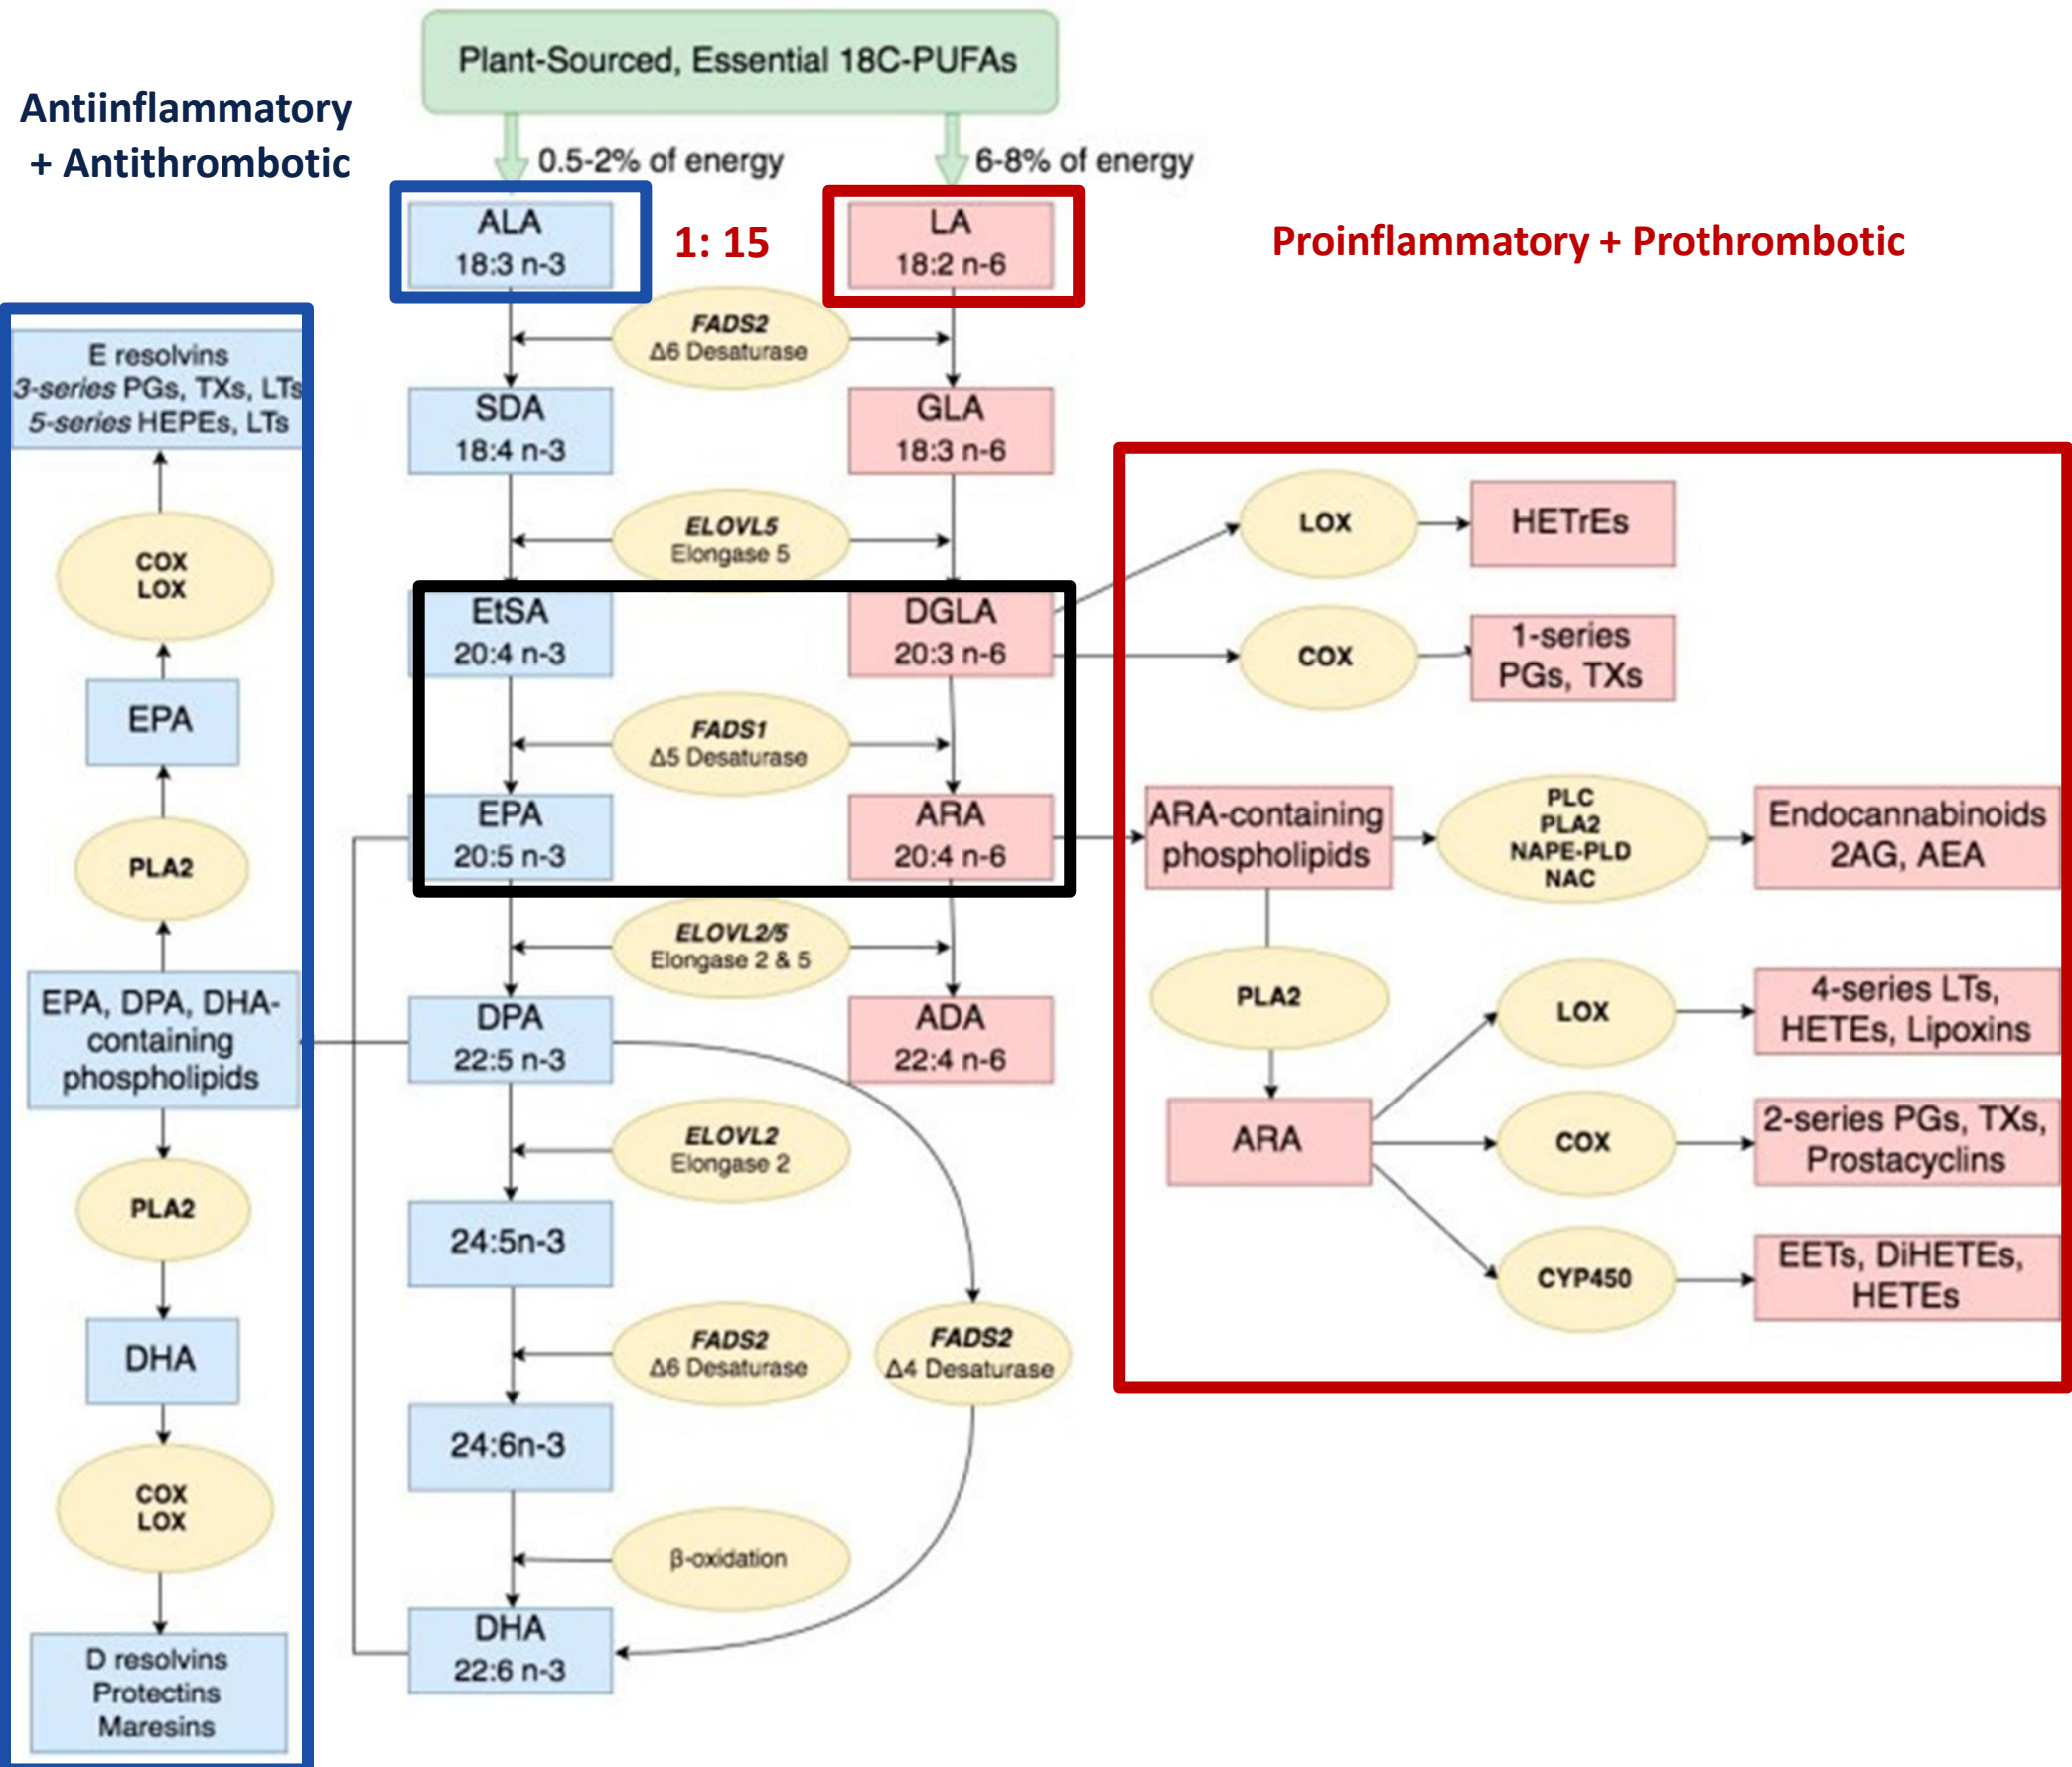 Plant-Sourced, Essential 18C-PUFAs
Antiinflammatory
+ Antithrombotic
0.5-2% of energy
6-8% of energy
ALA
18:3 n-3
1: 15
LA
18:2 n-6
Proinflammatory + Prothrombotic
FADS2
Δ6 Desaturase
SDA
18:4 n-3
GLA
18:3 n-6
ELOVL5
Elongase 5
EtSA
20:4 n-3
DGLA
20:3 n-6
FADS1
Δ5 Desaturase
EPA
20:5 n-3
ARA
20:4 n-6
ELOVL2/5
Elongase 2 & 5
DPA
22:5 n-3
ADA
22:4 n-6
ELOVL2
Elongase 2
24:5n-3
FADS2
Δ6 Desaturase
FADS2
Δ4 Desaturase
24:6n-3
β-oxidation
DHA
22:6 n-3
E resolvins
3-series PGs, TXs, LTs
5-series HEPEs, LTs
COX
LOX
EPA
PLA2
EPA, DPA, DHA-
containing
phospholipids
PLA2
DHA
COX
LOX
D resolvins
Protectins
Maresins
LOX
HETrEs
COX
1-series
PGs, TXs
ARA-containing
phospholipids
PLC
PLA2
NAPE-PLD
NAC
Endocannabinoids
2AG, AEA
PLA2
ARA
LOX
4-series LTs,
HETEs, Lipoxins
COX
2-series PGs, TXs,
Prostacyclins
CYP450
EETs, DiHETEs,
HETEs